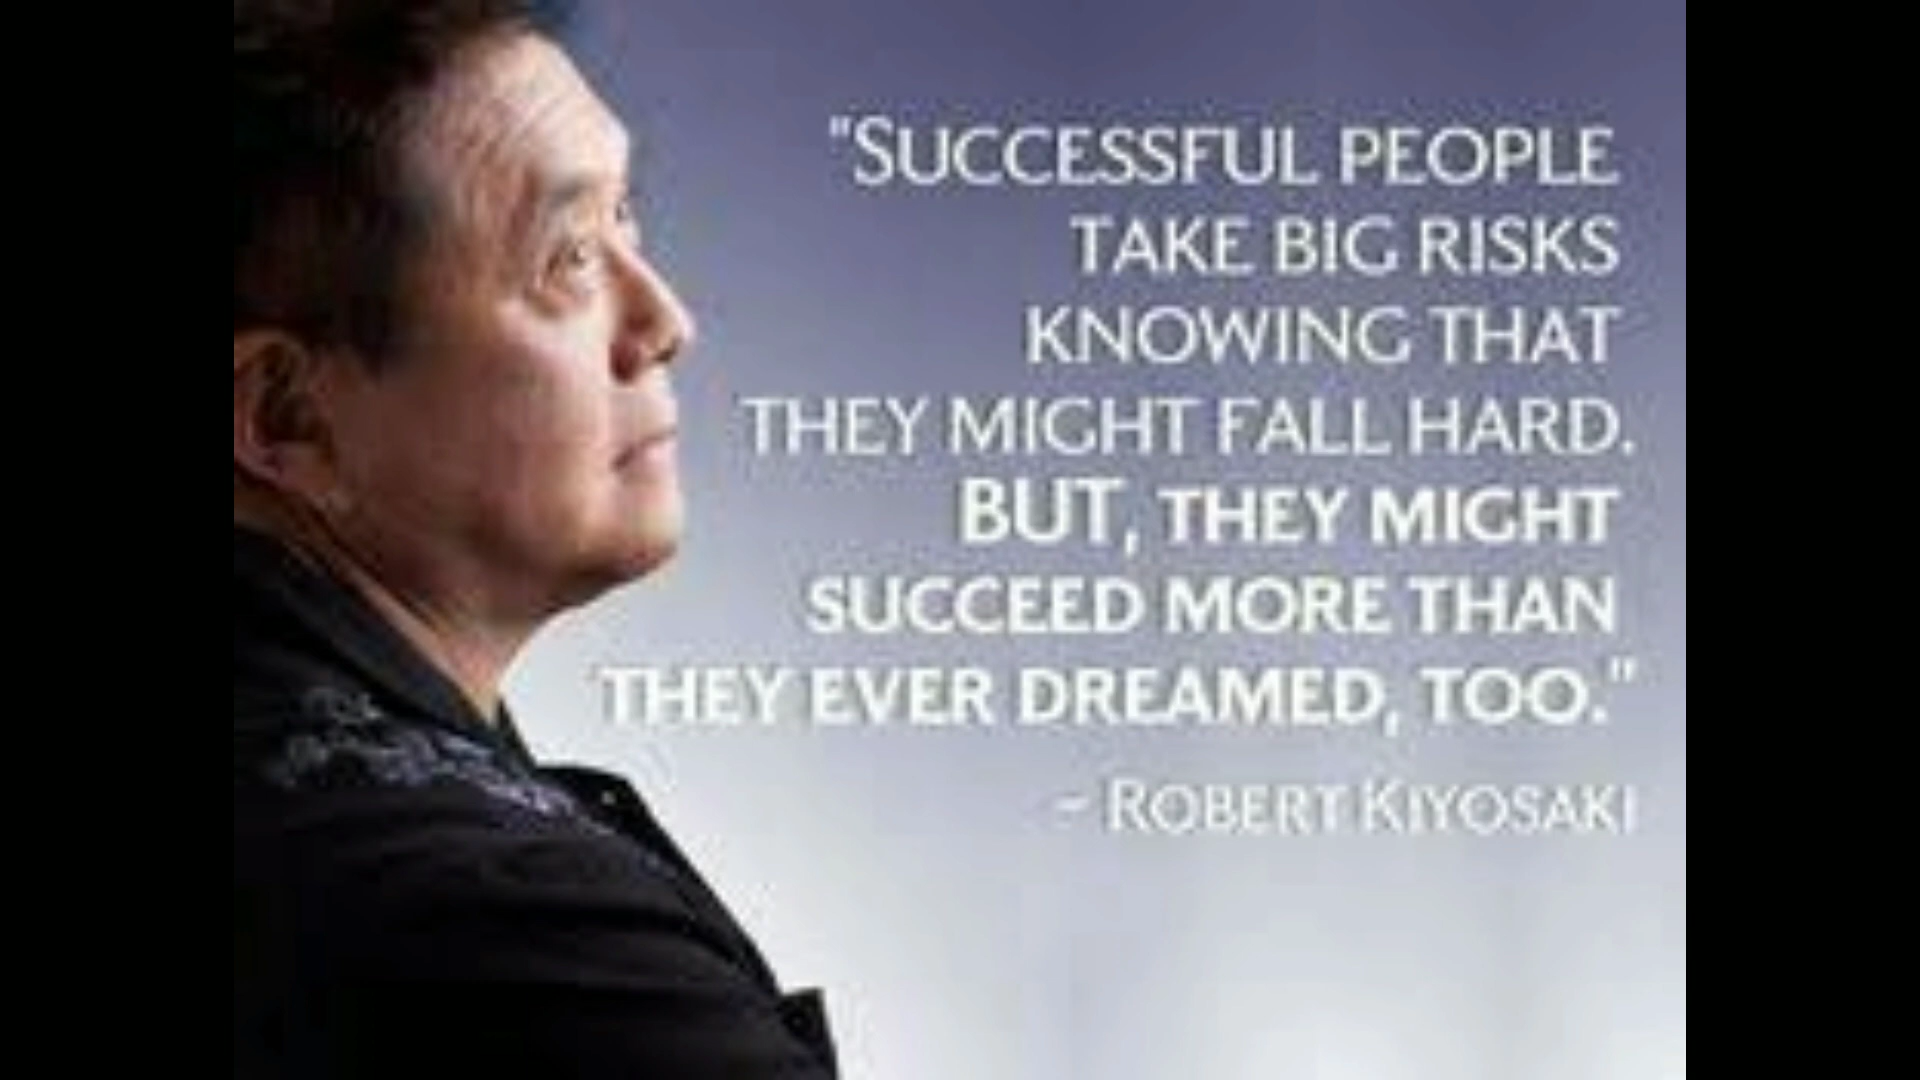 "SUCCESSFUL PEOPLE
TAKE BIG RISKS
KNOWING THAT
THEY MIGHT FALL HARD.
BUT, THEY MIGHT
SUCCEED MORE THAN
THEY EVER DREAMED, TOO."
- ROBERT KIYOSAKI